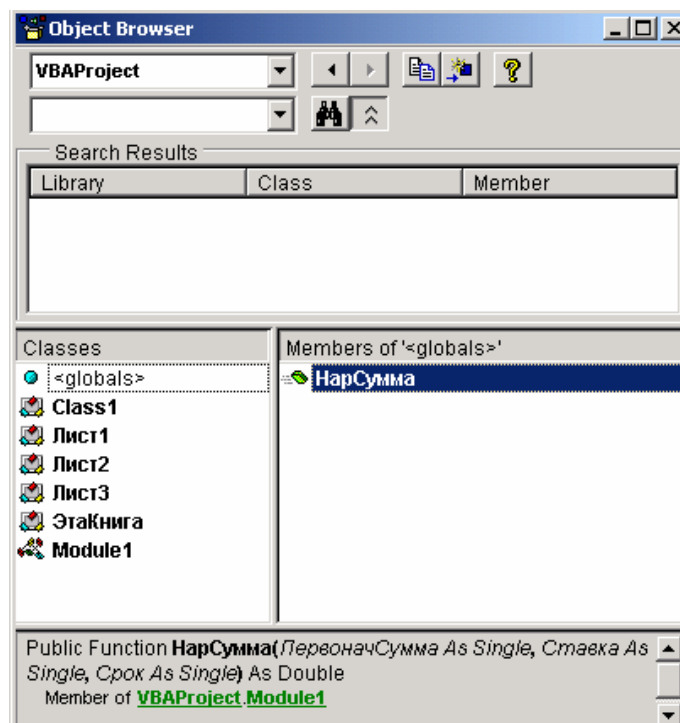 Object Browser
VBAProject
Search Results
Library Class Member
Classes
Members of '<globals>'
<globals>
НарСумма
Class1
Лист1
Лист2
Лист3
ЭтаКнига
Module1
Public Function НарСумма(ПервоначСумма As Single, Ставка As
Single, Срок As Single) As Double
Member of VBAProject.Module1